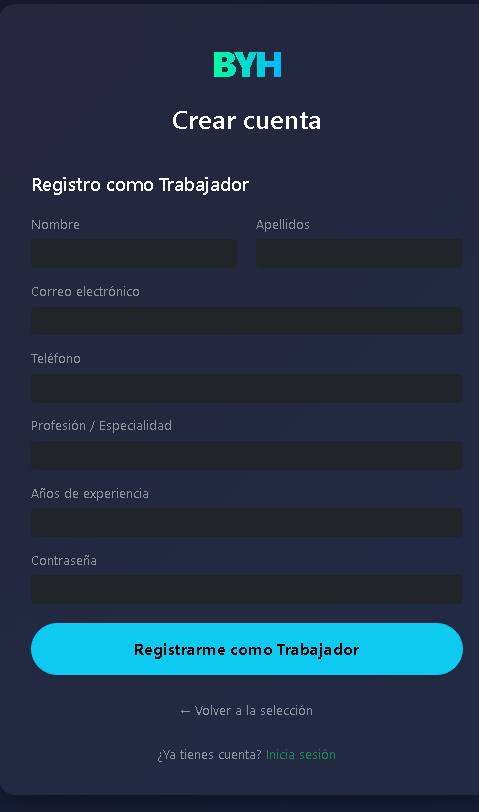 BYH
Crear cuenta
Registro como Trabajador
Nombre
Apellidos
Correo electrónico
Teléfono
Profesión / Especialidad
Años de experiencia
Contraseña
Registrarme como Trabajador
← Volver a la selección
¿Ya tienes cuenta? Inicia sesión